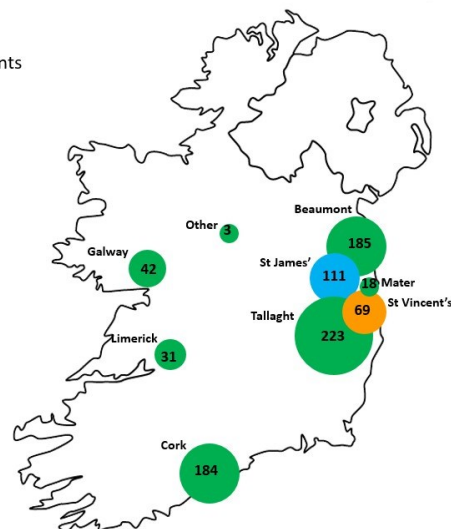 nts
Beaumont
185
Other 3
St James'
111
Galway
42
18 Mater
St Vincent's
69
Tallaght
223
Limerick
31
Cork
184